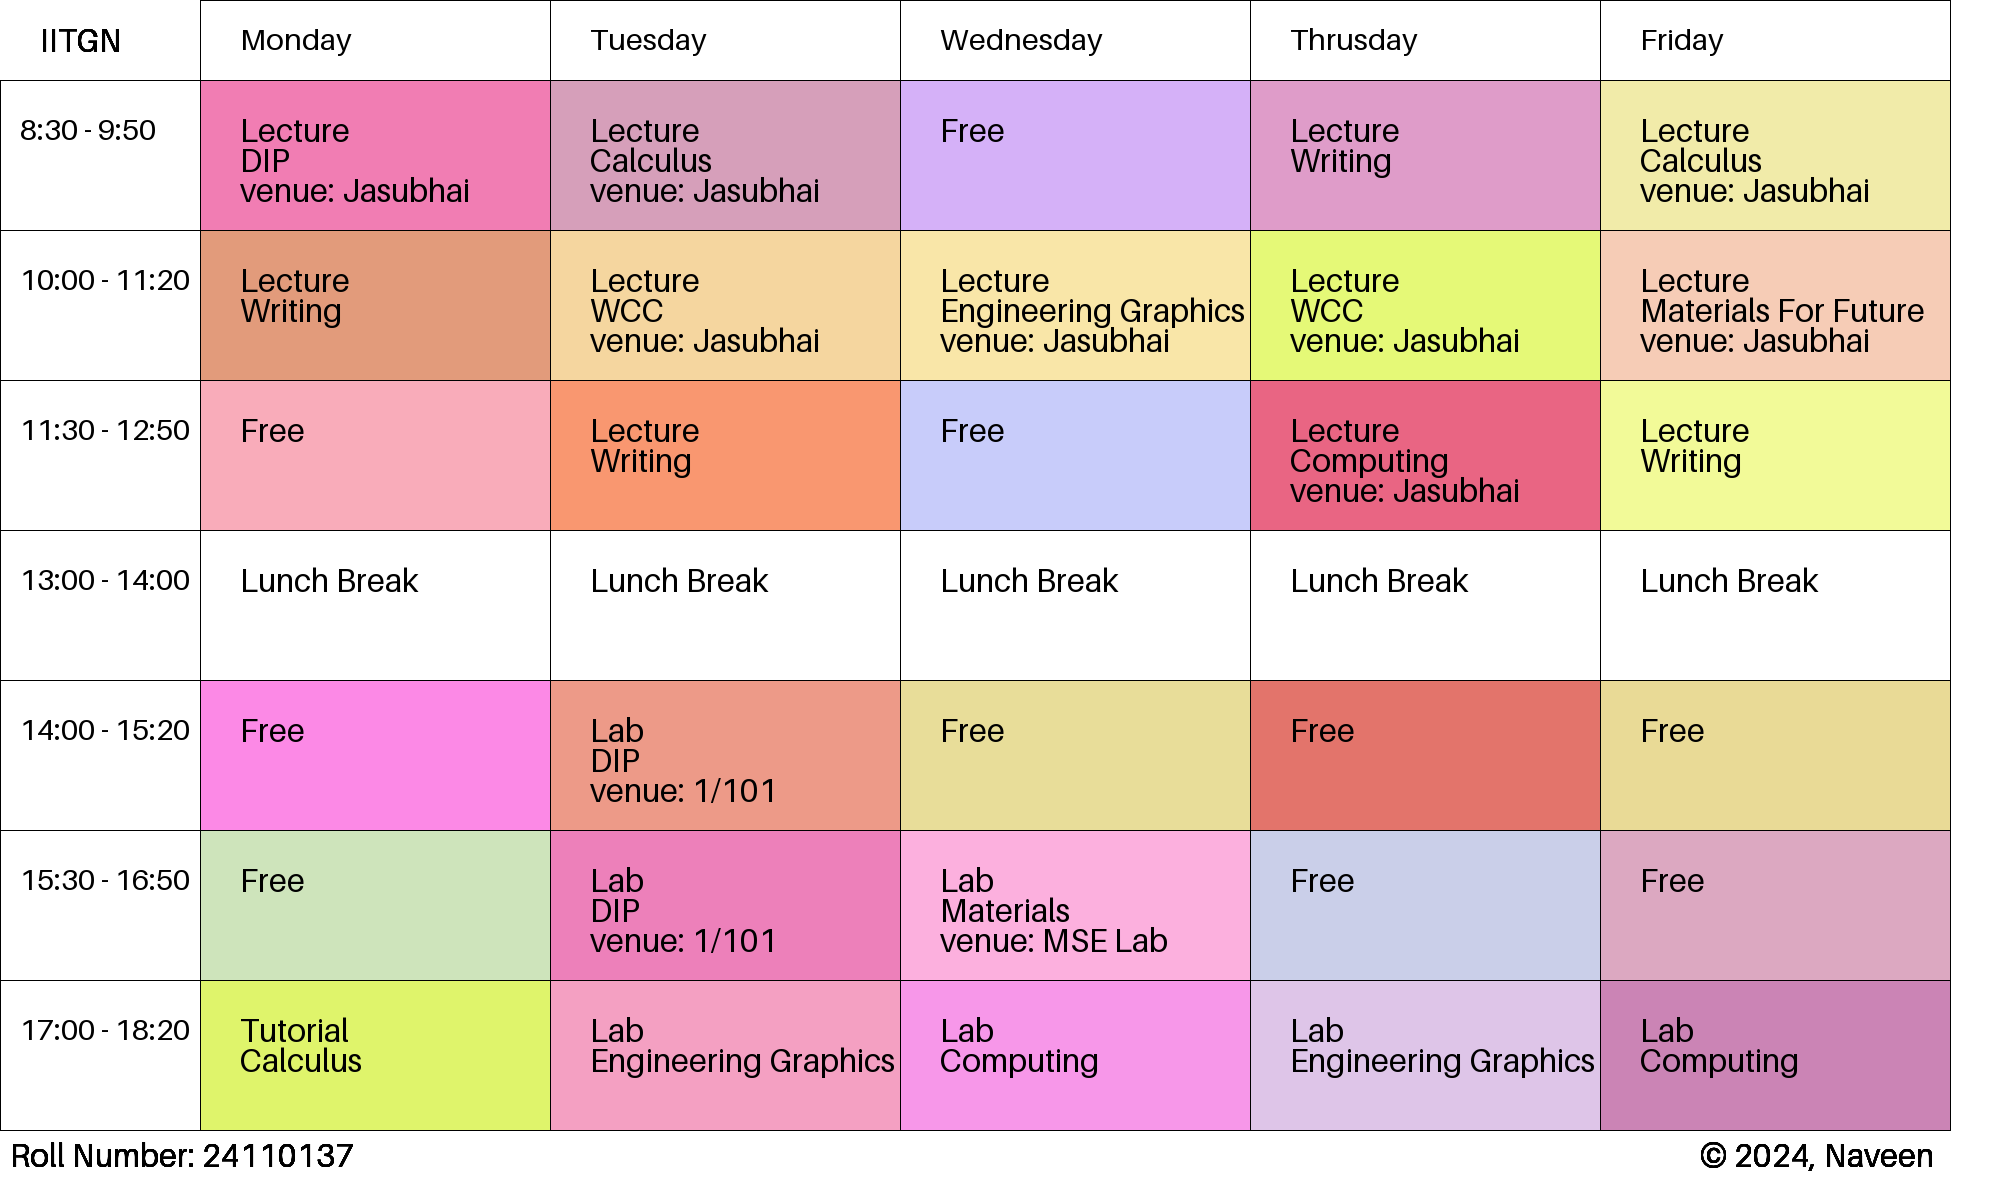 IITGN Monday Tuesday Wednesday Thrusday Friday
8:30 - 9:50
Lecture
DIP
venue: Jasubhai
Lecture
Calculus
venue: Jasubhai
Free
Lecture
Writing
Lecture
Calculus
venue: Jasubhai
10:00 - 11:20
Lecture
Writing
Lecture
WCC
venue: Jasubhai
Lecture
Engineering Graphics
venue: Jasubhai
Lecture
WCC
venue: Jasubhai
Lecture
Materials For Future
venue: Jasubhai
11:30 - 12:50
Free
Lecture
Writing
Free
Lecture
Computing
venue: Jasubhai
Lecture
Writing
13:00 - 14:00
Lunch Break
Lunch Break
Lunch Break
Lunch Break
Lunch Break
14:00 - 15:20
Free
Lab
DIP
venue: 1/101
Free
Free
Free
15:30 - 16:50
Free
Lab
DIP
venue: 1/101
Lab
Materials
venue: MSE Lab
Free
Free
17:00 - 18:20
Tutorial
Calculus
Lab
Engineering Graphics
Lab
Computing
Lab
Engineering Graphics
Lab
Computing
Roll Number: 24110137
© 2024, Naveen